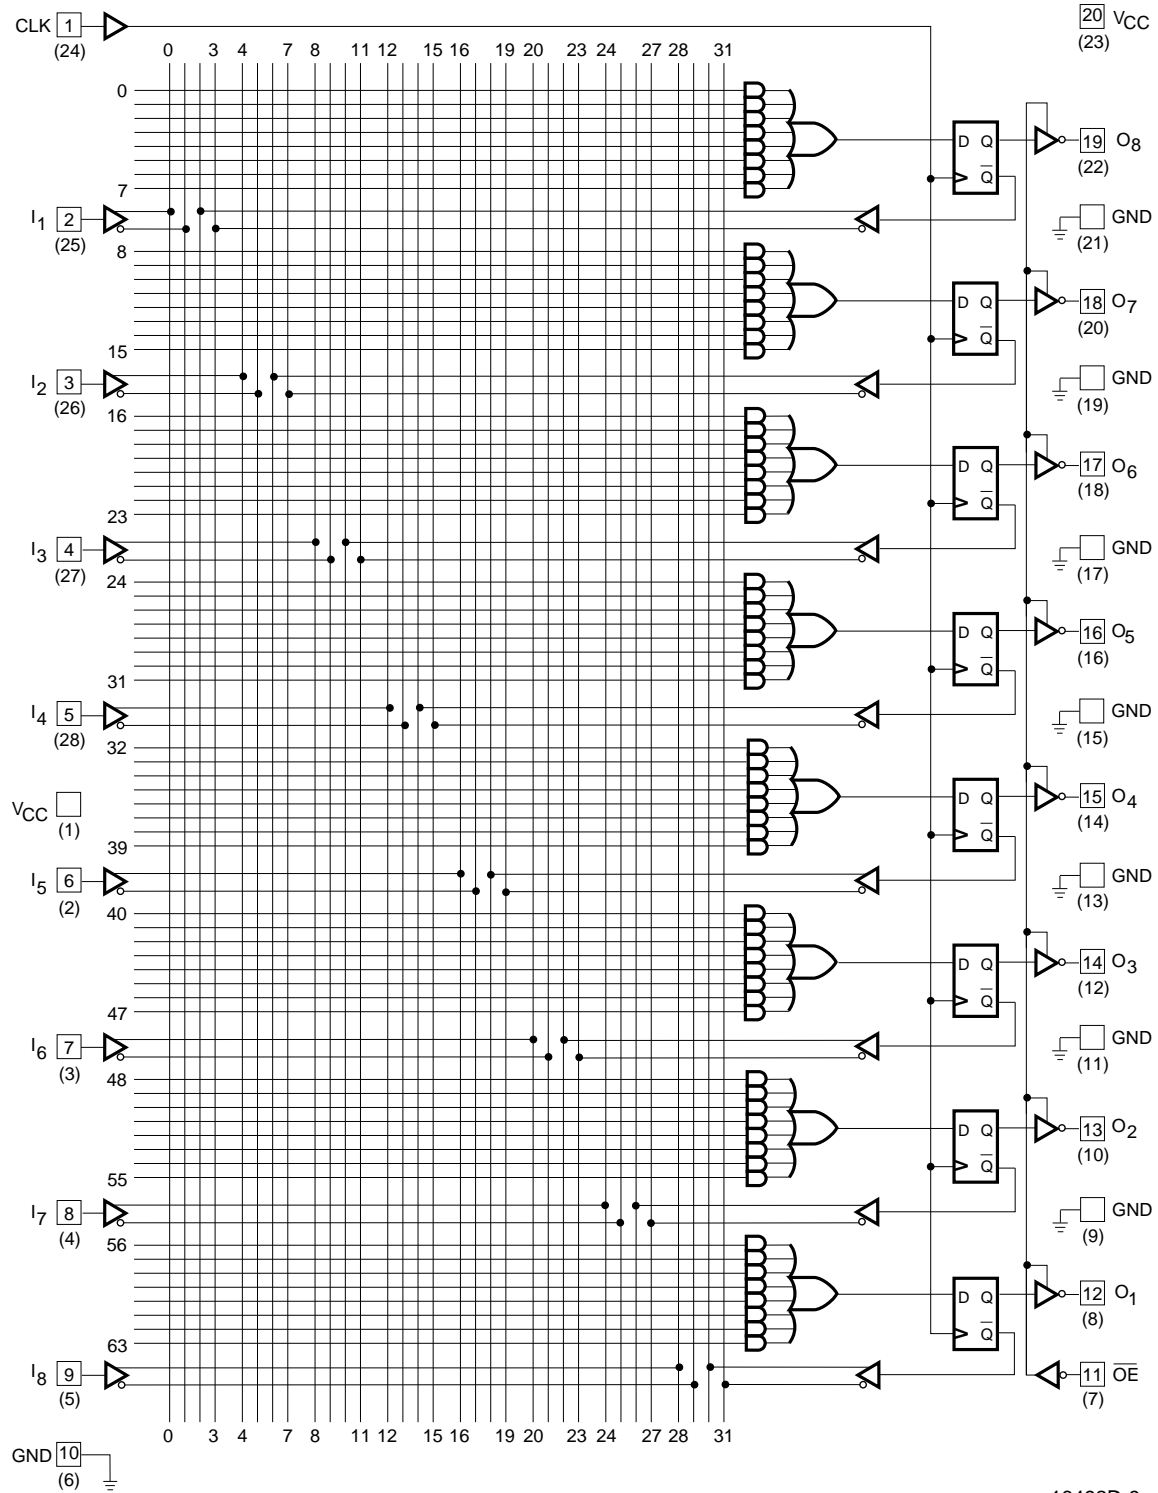 CLK 1 20 VCC
(24) (23)
0 3 4 7 8 11 12 15 16 19 20 23 24 27 28 31
0
D Q 19 O8
Q (22)
7
I1 2 GND
(25) (21)
8
D Q 18 O7
Q (20)
15
I2 3 GND
(26) (19)
16
D Q 17 O6
Q (18)
23
I3 4 GND
(27) (17)
24
D Q 16 O5
Q (16)
31
I4 5 GND
(28) (15)
32
VCC D Q 15 O4
(1) Q (14)
39
I5 6 GND
(2) (13)
40
D Q 14 O3
Q (12)
47
I6 7 GND
(3) (11)
48
D Q 13 O2
Q (10)
55
I7 8 GND
(4) (9)
56
D Q 12 O1
Q (8)
63
I8 9 11 OE
(5) (7)
0 3 4 7 8 11 12 15 16 19 20 23 24 27 28 31
GND 10
(6)